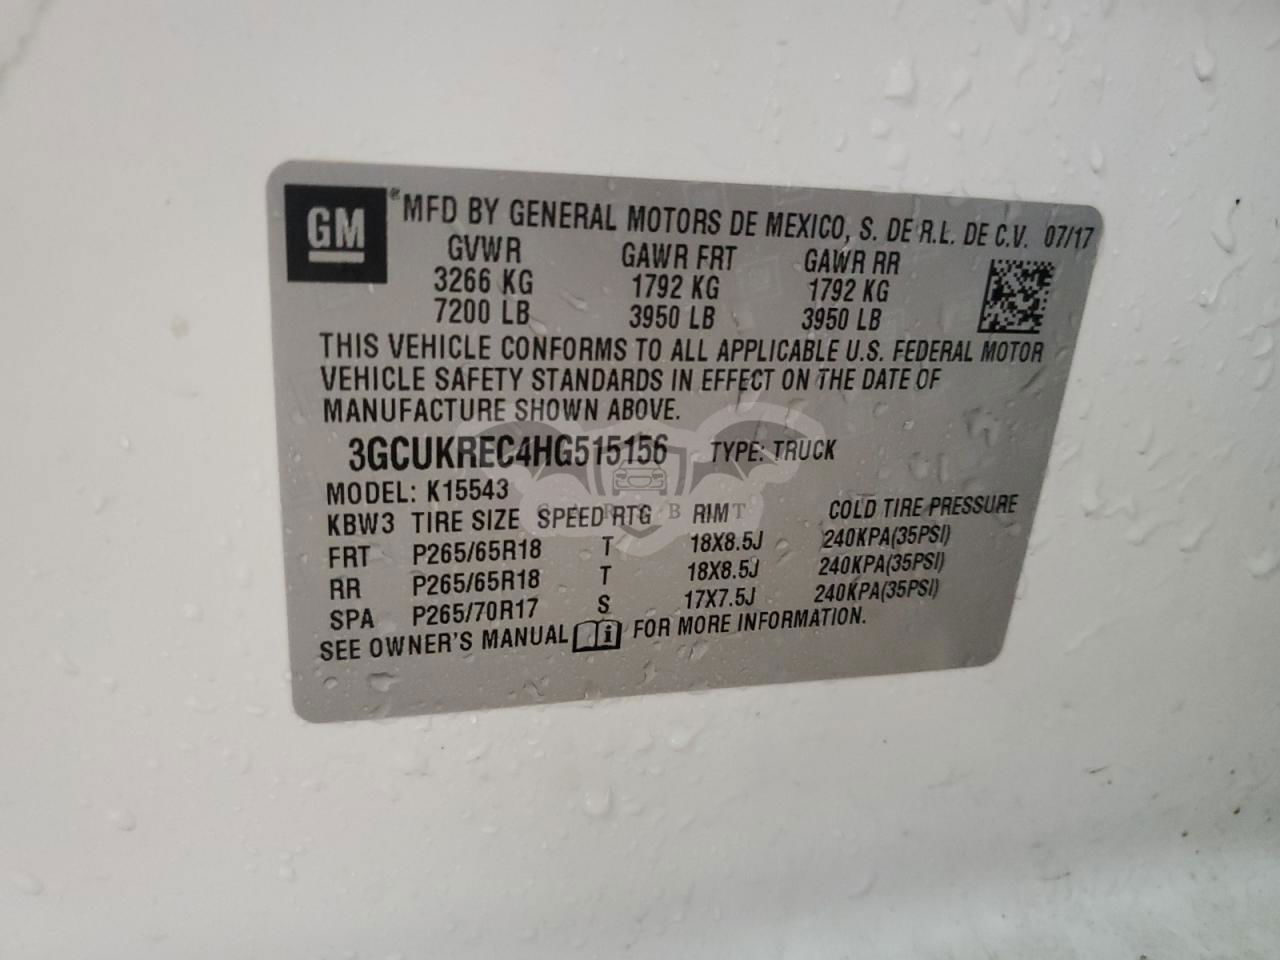 GM
® MFD BY GENERAL MOTORS DE MEXICO, S. DE R.L. DE C.V. 07/17
GVWR GAWR FRT GAWR RR
3266 KG 1792 KG 1792 KG
7200 LB 3950 LB 3950 LB
THIS VEHICLE CONFORMS TO ALL APPLICABLE U.S. FEDERAL MOTOR
VEHICLE SAFETY STANDARDS IN EFFECT ON THE DATE OF
MANUFACTURE SHOWN ABOVE.
3GCUKREC4HG515156 TYPE: TRUCK
MODEL: K15543
KBW3 TIRE SIZE SPEED RTG RIM COLD TIRE PRESSURE
FRT P265/65R18 T 18X8.5J 240KPA(35PSI)
RR P265/65R18 T 18X8.5J 240KPA(35PSI)
SPA P265/70R17 S 17X7.5J 240KPA(35PSI)
SEE OWNER'S MANUAL FOR MORE INFORMATION.